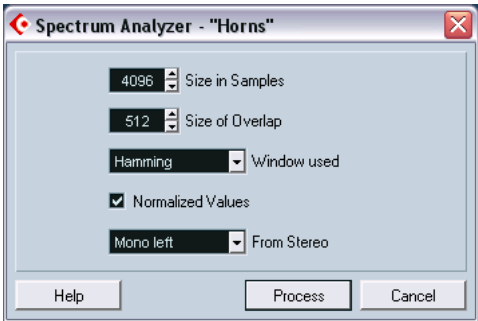 Spectrum Analyzer - "Horns"
4096 Size in Samples
512 Size of Overlap
Hamming Window used
Normalized Values
Mono left From Stereo
Help Process Cancel